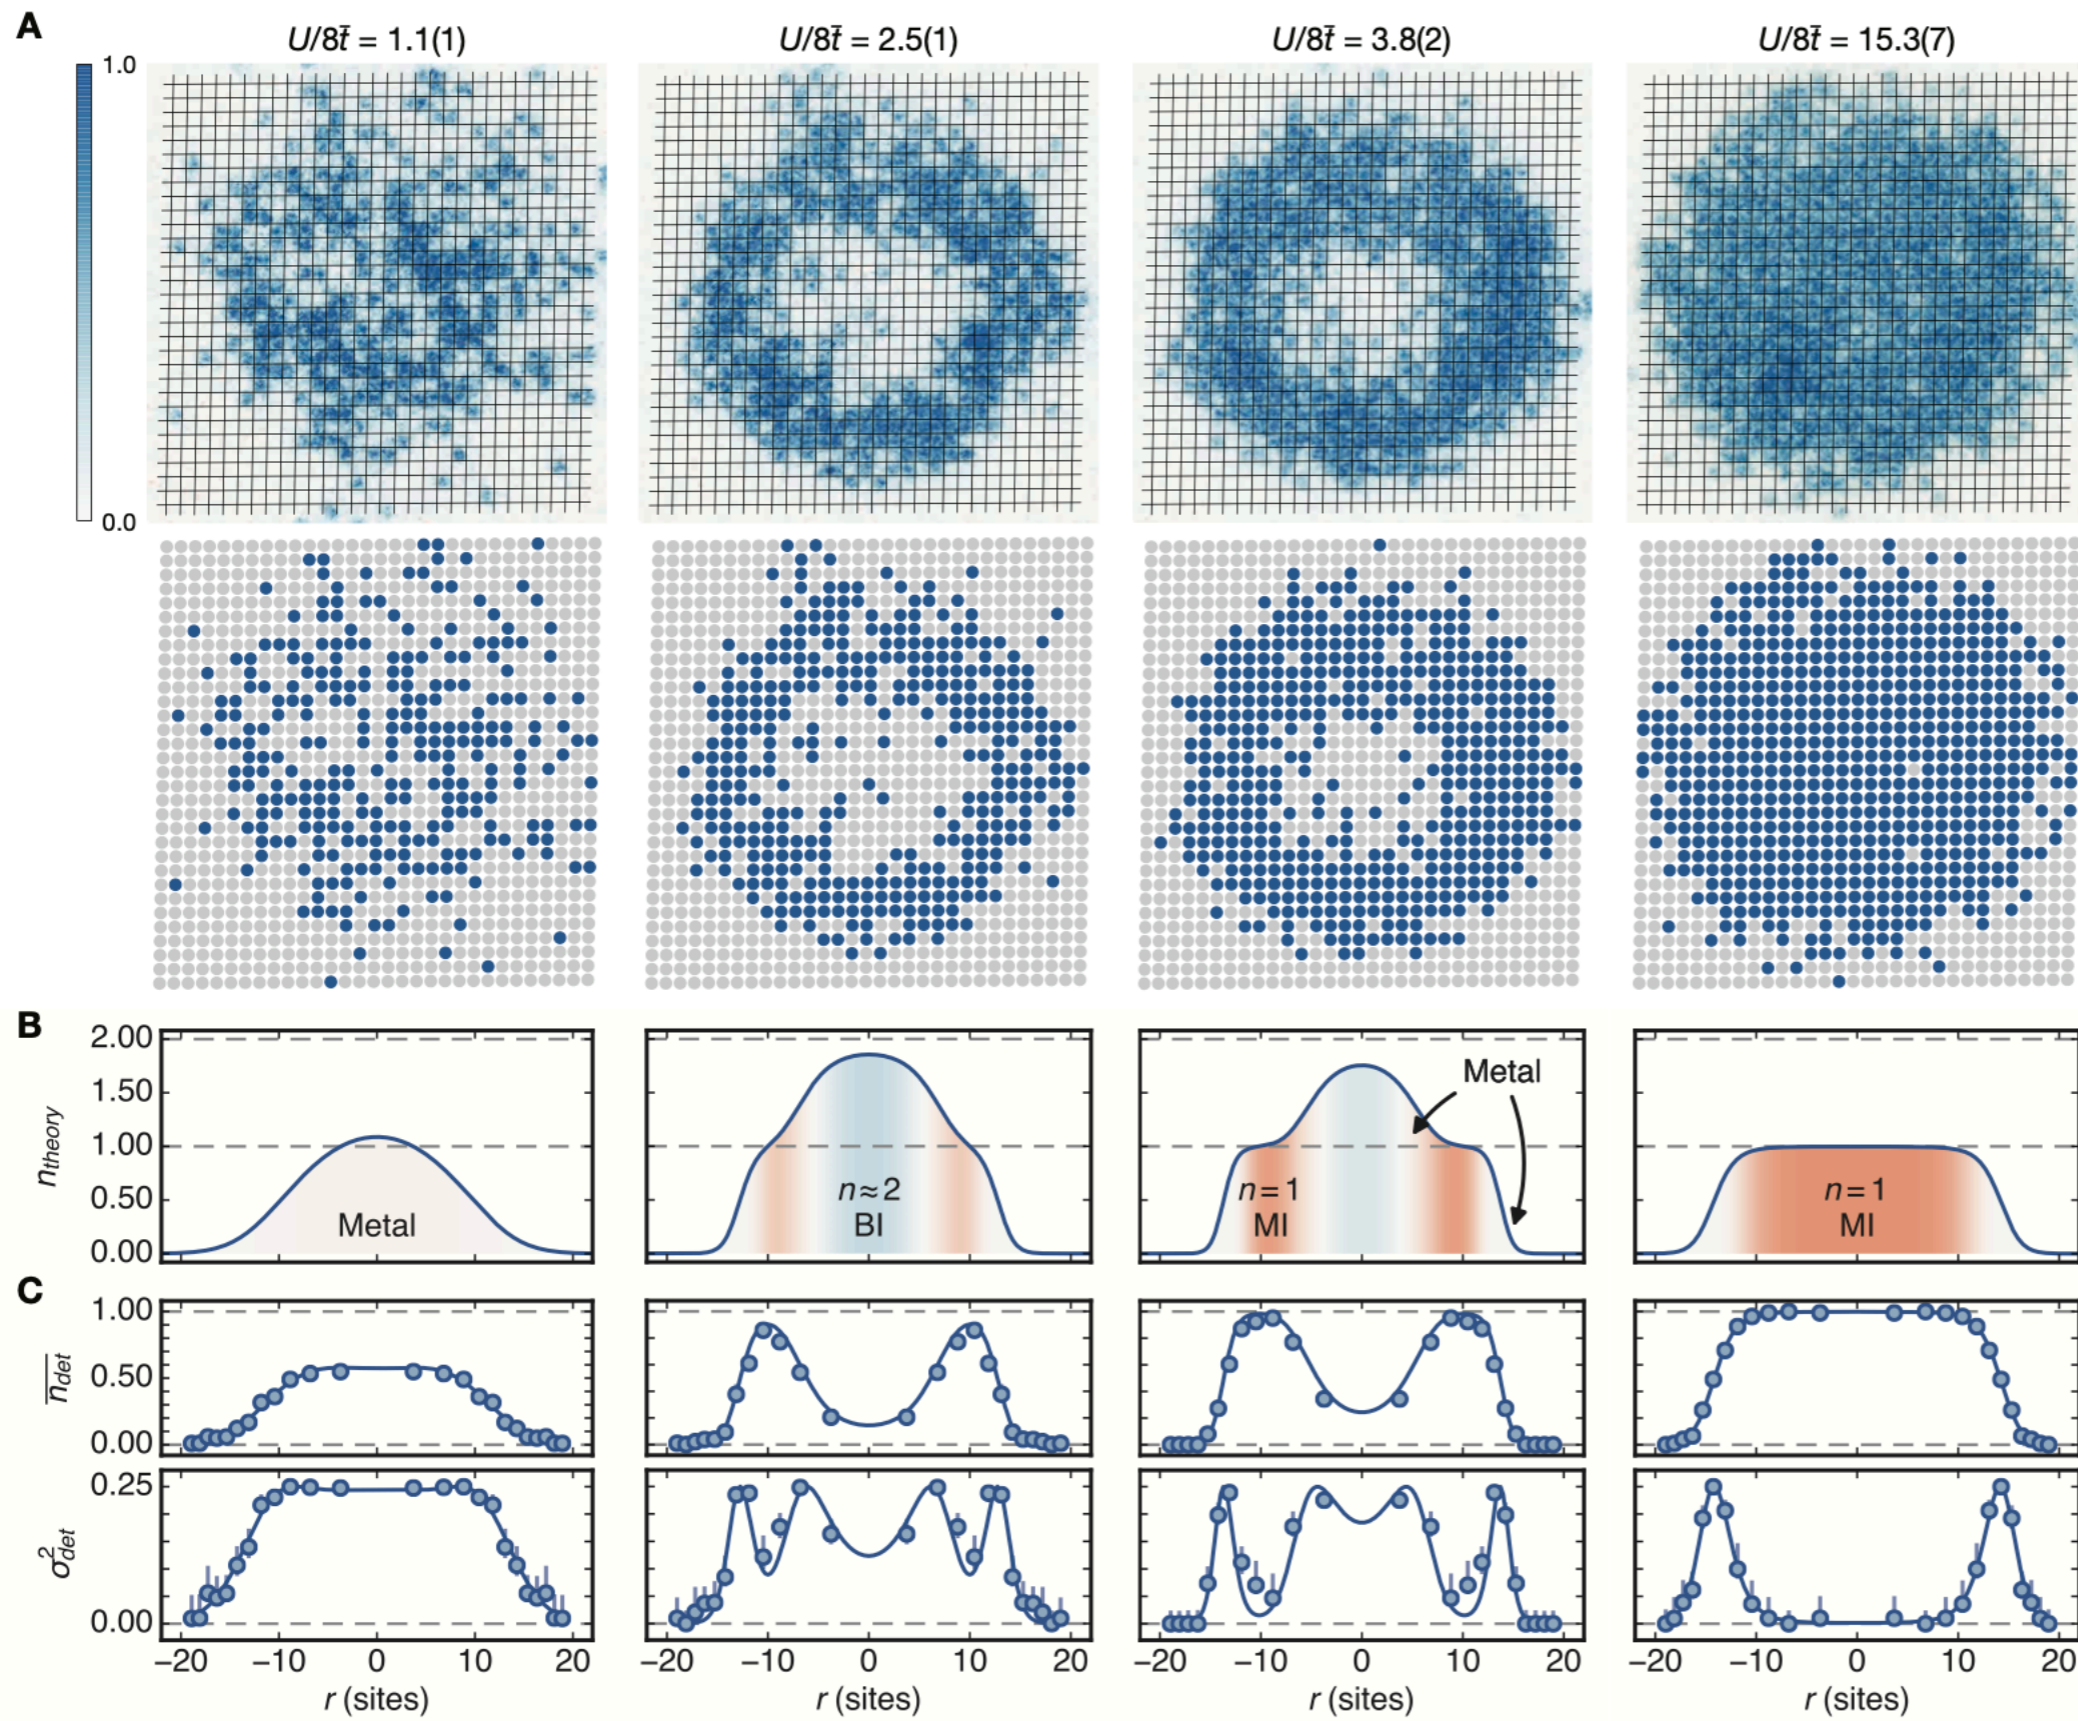 A
U/8t̄ = 1.1(1)
U/8t̄ = 2.5(1)
U/8t̄ = 3.8(2)
U/8t̄ = 15.3(7)
1.0
0.0
B
n_theory
2.00
1.50
1.00
0.50
0.00
Metal
n≈2
BI
n=1
MI
Metal
n=1
MI
C
n̅_det
1.00
0.50
0.00
σ²_det
0.25
0.00
−20 −10 0 10 20
r (sites)
−20 −10 0 10 20
r (sites)
−20 −10 0 10 20
r (sites)
−20 −10 0 10 20
r (sites)